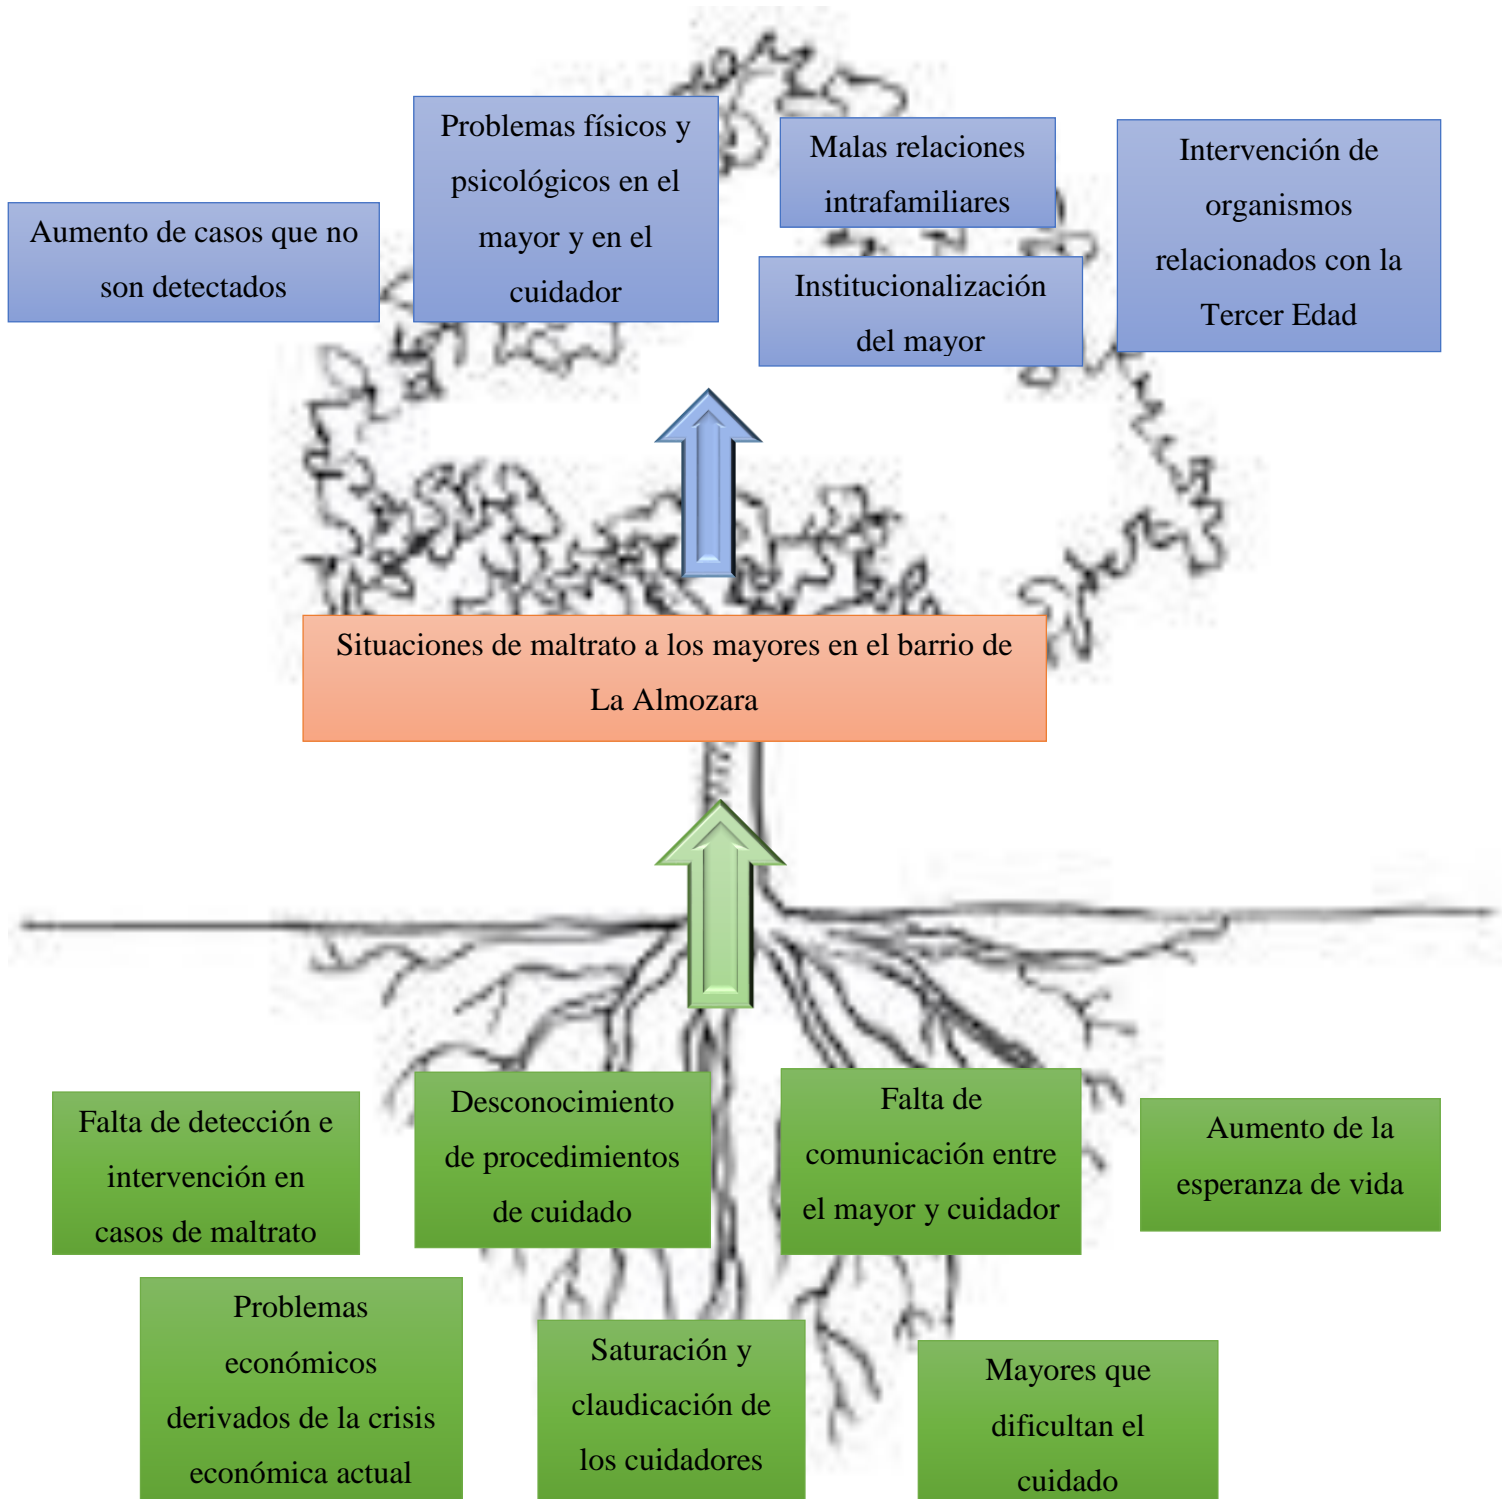 Aumento de casos que no
son detectados
Problemas físicos y
psicológicos en el
mayor y en el
cuidador
Malas relaciones
intrafamiliares
Institucionalización
del mayor
Intervención de
organismos
relacionados con la
Tercer Edad
Situaciones de maltrato a los mayores en el barrio de
La Almozara
Falta de detección e
intervención en
casos de maltrato
Desconocimiento
de procedimientos
de cuidado
Falta de
comunicación entre
el mayor y cuidador
Aumento de la
esperanza de vida
Problemas
económicos
derivados de la crisis
económica actual
Saturación y
claudicación de
los cuidadores
Mayores que
dificultan el
cuidado